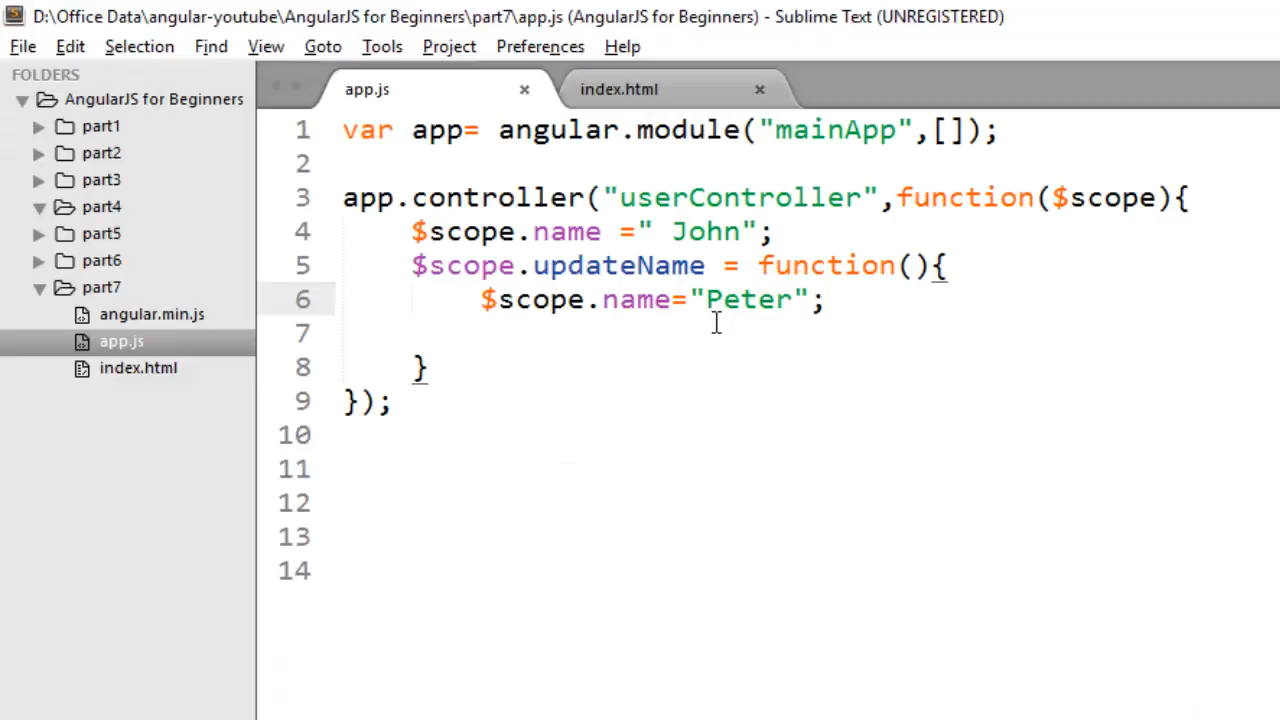 D:\Office Data\angular-youtube\AngularJS for Beginners\part7\app.js (AngularJS for Beginners) - Sublime Text (UNREGISTERED)
File Edit Selection Find View Goto Tools Project Preferences Help
FOLDERS
AngularJS for Beginners
part1
part2
part3
part4
part5
part6
part7
angular.min.js
app.js
index.html
app.js × index.html ×
1 var app= angular.module("mainApp",[]);
2
3 app.controller("userController",function($scope){
4 $scope.name =" John";
5 $scope.updateName = function(){
6 $scope.name="Peter";
7
8 }
9 });
10
11
12
13
14